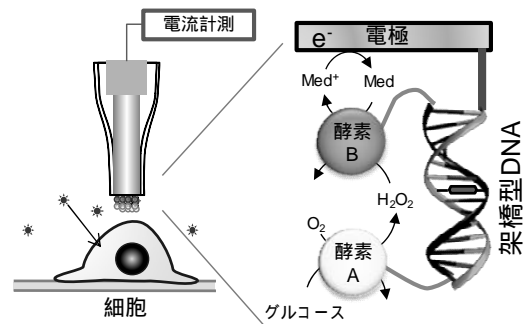 電流計測
細胞
e- 電極
Med+ Med
酵素
B
H2O2
O2
酵素
A
グルコース
架橋型DNA